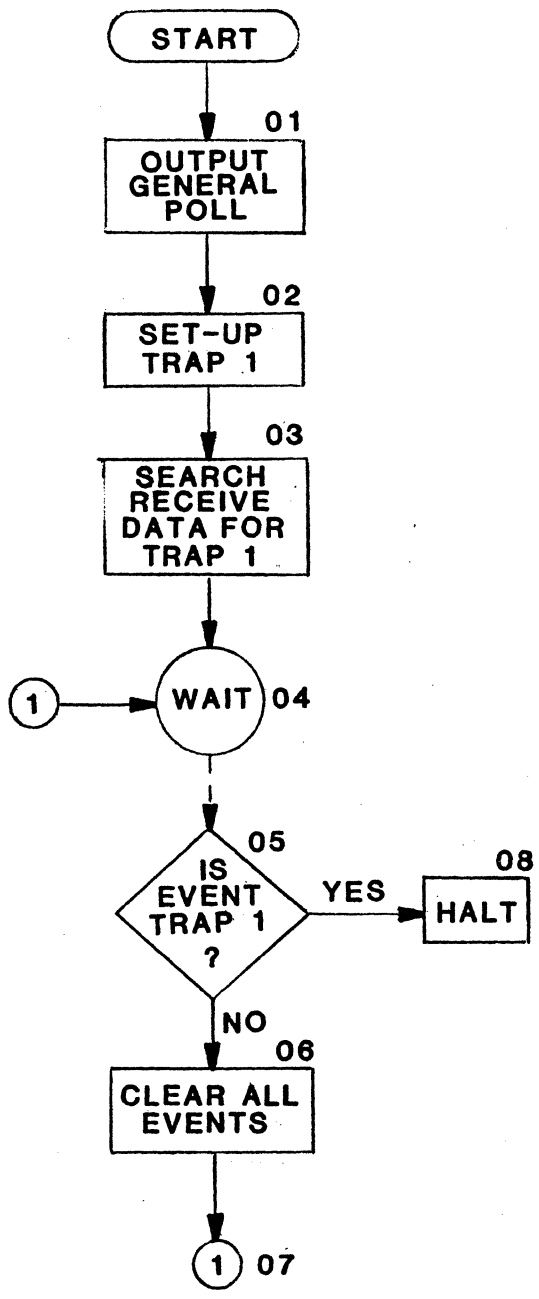 START
01
OUTPUT
GENERAL
POLL
02
SET-UP
TRAP 1
03
SEARCH
RECEIVE
DATA FOR
TRAP 1
1
WAIT 04
05
IS
EVENT
TRAP 1
?
YES
08
HALT
NO
06
CLEAR ALL
EVENTS
1 07